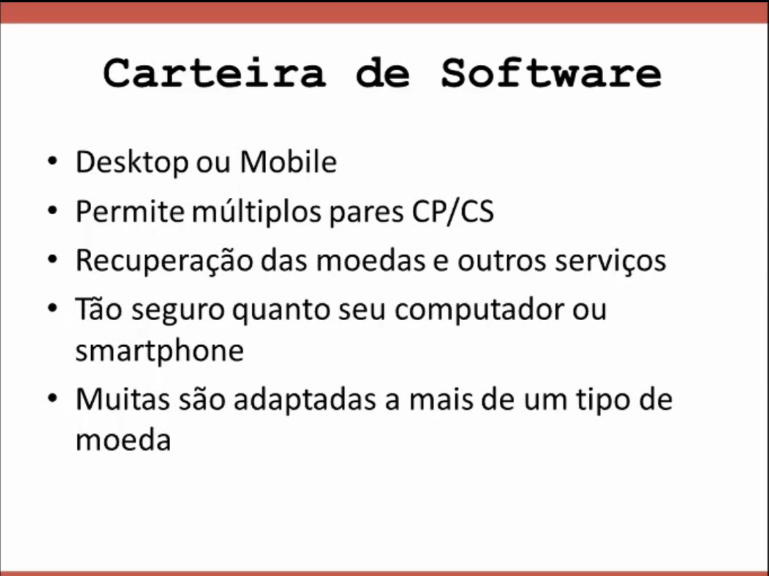 Carteira de Software
• Desktop ou Mobile
• Permite múltiplos pares CP/CS
• Recuperação das moedas e outros serviços
• Tão seguro quanto seu computador ou
smartphone
• Muitas são adaptadas a mais de um tipo de
moeda